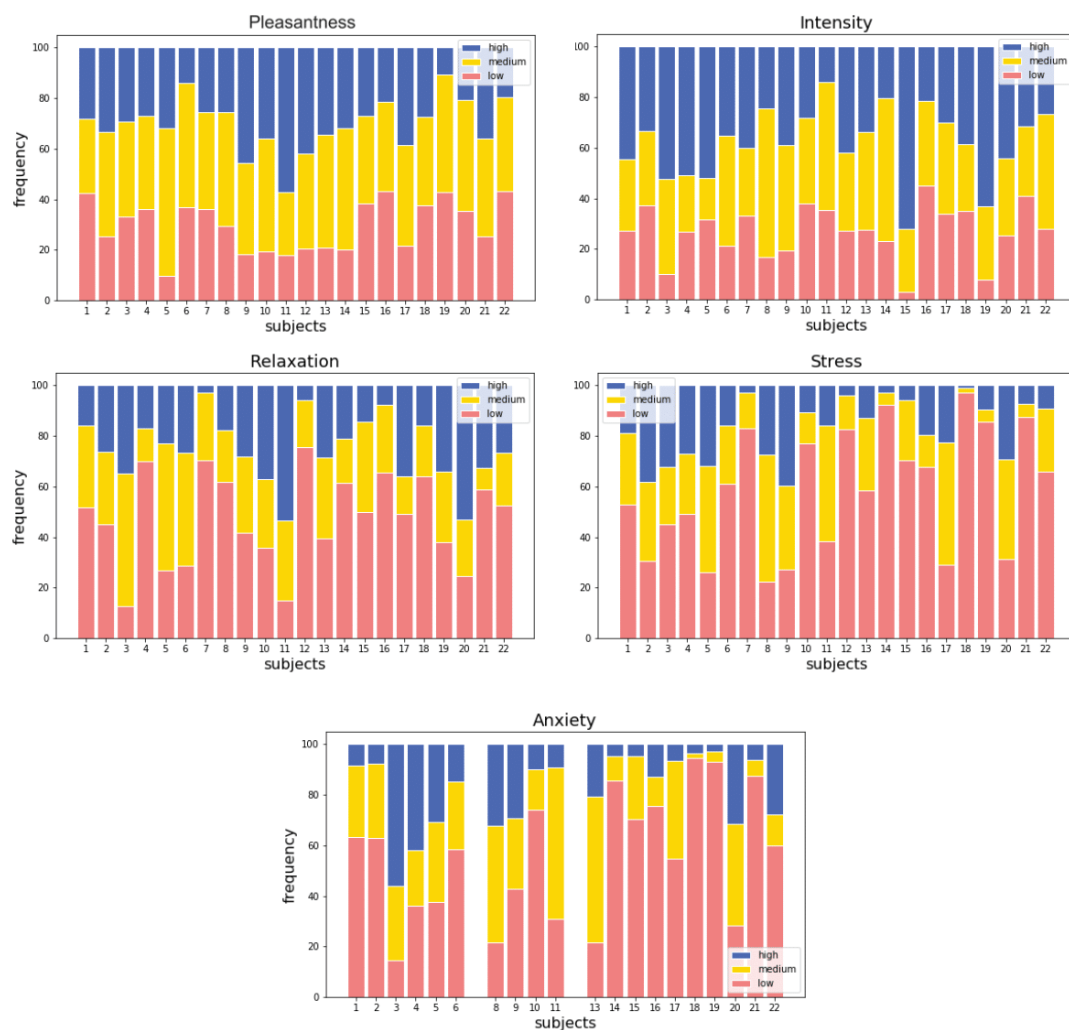 Pleasantness
100
80
60
40
20
0
frequency
high
medium
low
1 2 3 4 5 6 7 8 9 10 11 12 13 14 15 16 17 18 19 20 21 22
subjects
Intensity
100
80
60
40
20
0
high
medium
low
1 2 3 4 5 6 7 8 9 10 11 12 13 14 15 16 17 18 19 20 21 22
subjects
Relaxation
100
80
60
40
20
0
frequency
high
medium
low
1 2 3 4 5 6 7 8 9 10 11 12 13 14 15 16 17 18 19 20 21 22
subjects
Stress
100
80
60
40
20
0
high
medium
low
1 2 3 4 5 6 7 8 9 10 11 12 13 14 15 16 17 18 19 20 21 22
subjects
Anxiety
100
80
60
40
20
0
frequency
high
medium
low
1 2 3 4 5 6 8 9 10 11 13 14 15 16 17 18 19 20 21 22
subjects